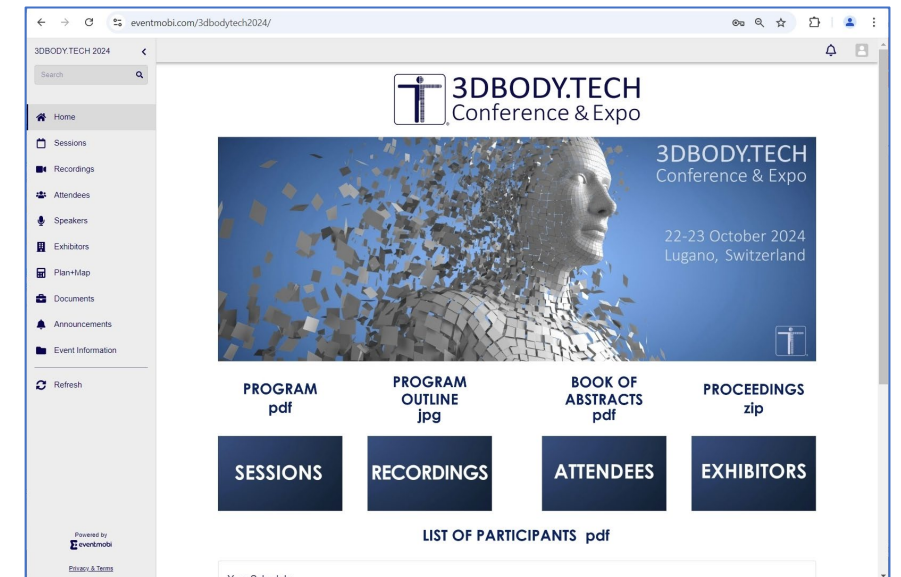 eventmobi.com/3dbodytech2024/
3DBODY.TECH 2024
Search
Home
Sessions
Recordings
Attendees
Speakers
Exhibitors
Plan+Map
Documents
Announcements
Event Information
Refresh
Powered by
eventmobi
Privacy & Terms
3DBODY.TECH
Conference & Expo
3DBODY.TECH
Conference & Expo
22-23 October 2024
Lugano, Switzerland
PROGRAM
pdf
PROGRAM
OUTLINE
jpg
BOOK OF
ABSTRACTS
pdf
PROCEEDINGS
zip
SESSIONS
RECORDINGS
ATTENDEES
EXHIBITORS
LIST OF PARTICIPANTS pdf